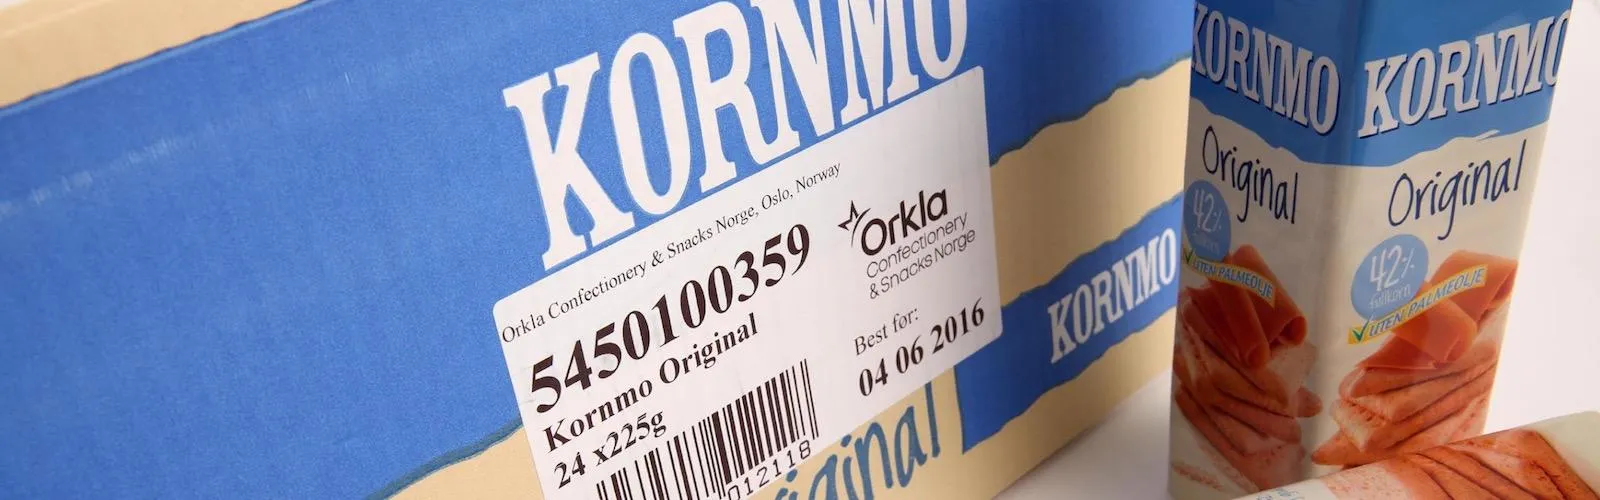 KORNMO
Orkla Confectionery & Snacks Norge, Oslo, Norway
5450100359
Kornmo Original
24 x225g
012118
Orkla
Confectionery
& Snacks Norge
Best før:
04 06 2016
KORNMO
KORNMO
Original
42%
fullkorn
UTEN PALMEOLJE
KORNMO
Original
42%
fullkorn
UTEN PALMEOLJE